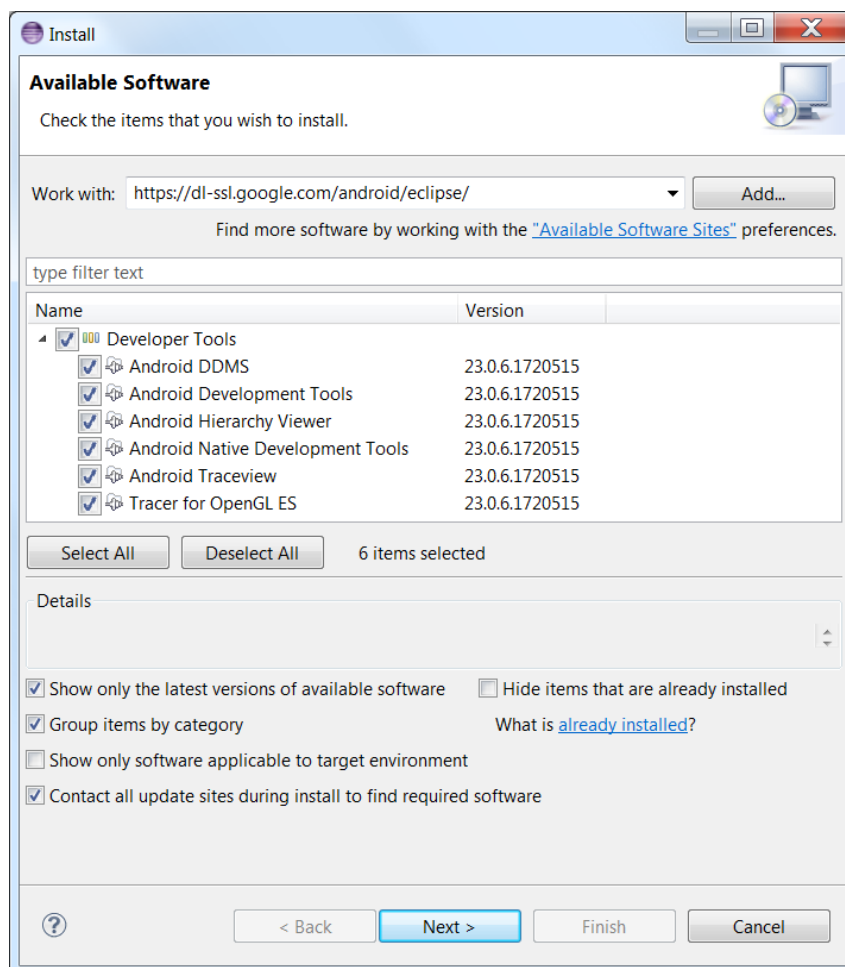 Install
Available Software
Check the items that you wish to install.
Work with: https://dl-ssl.google.com/android/eclipse/ Add...
Find more software by working with the "Available Software Sites" preferences.
type filter text
Name Version
Developer Tools
Android DDMS 23.0.6.1720515
Android Development Tools 23.0.6.1720515
Android Hierarchy Viewer 23.0.6.1720515
Android Native Development Tools 23.0.6.1720515
Android Traceview 23.0.6.1720515
Tracer for OpenGL ES 23.0.6.1720515
Select All Deselect All 6 items selected
Details
Show only the latest versions of available software Hide items that are already installed
Group items by category What is already installed?
Show only software applicable to target environment
Contact all update sites during install to find required software
? < Back Next > Finish Cancel